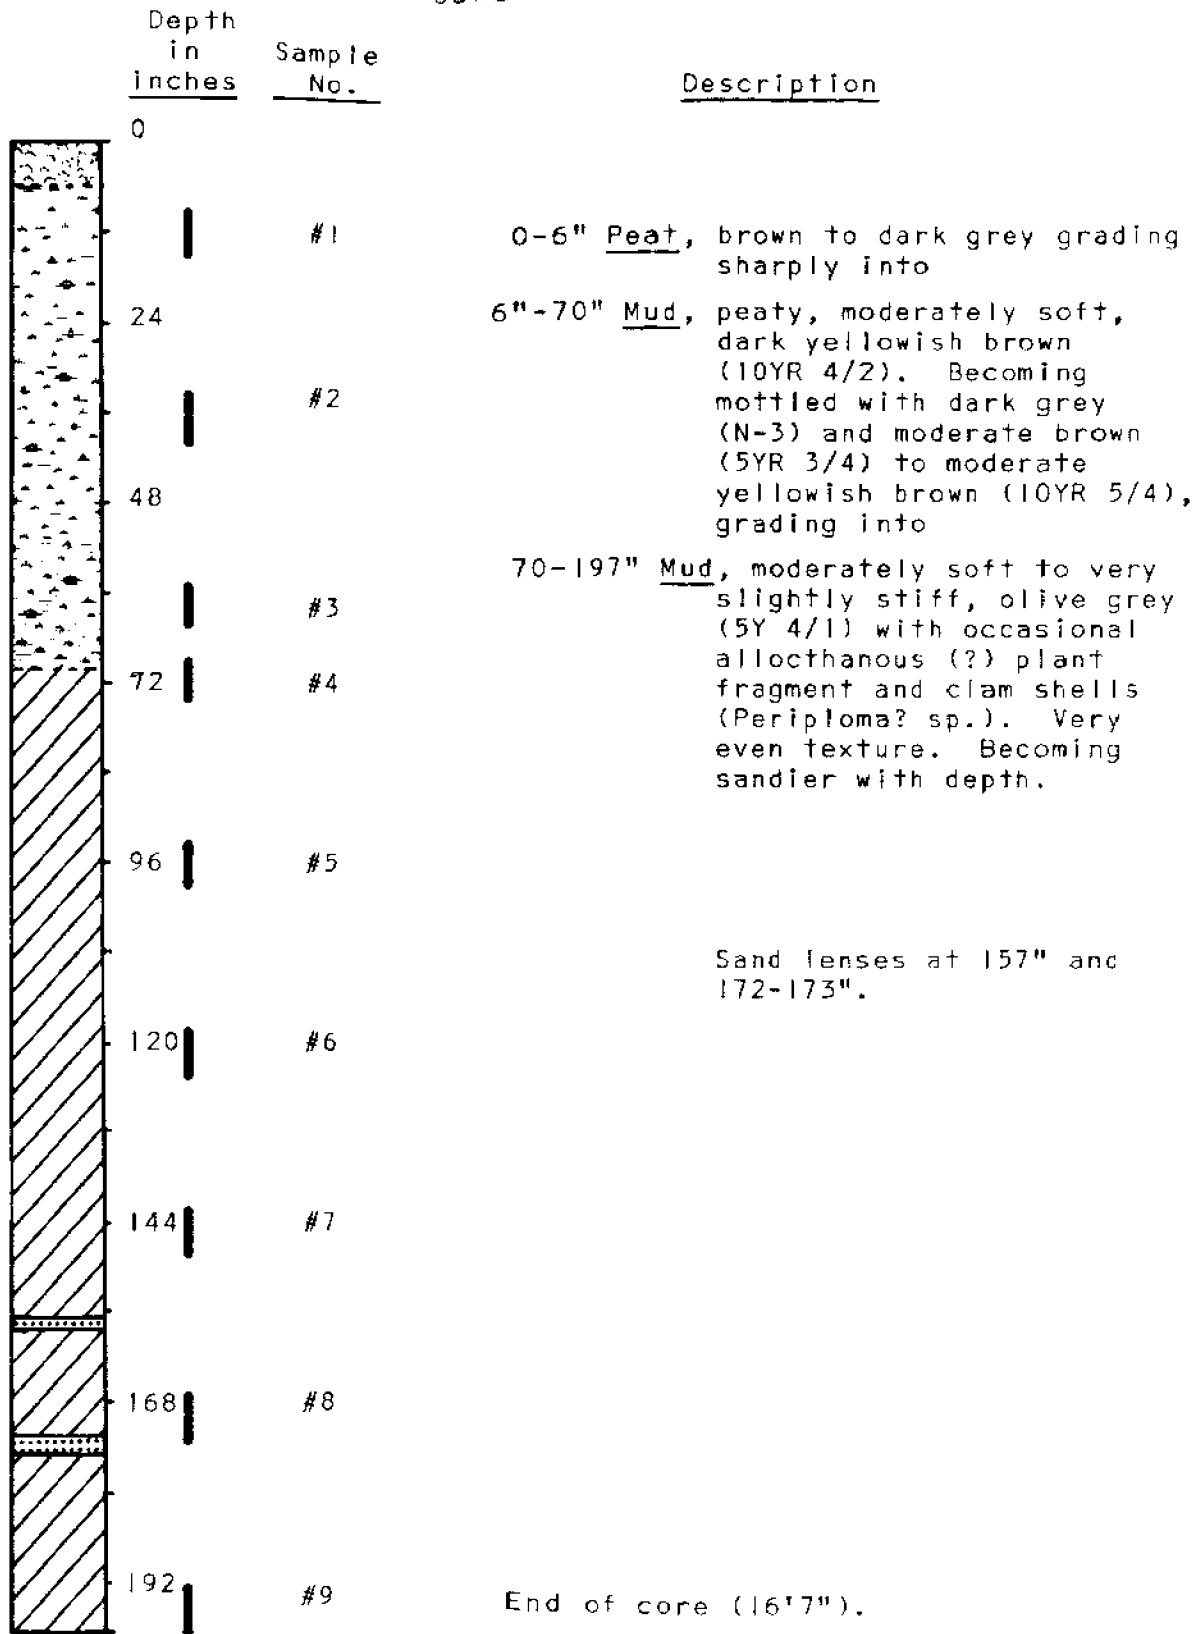 Depth
in
inches
Sample
No.
Description
0
#1
0-6" Peat, brown to dark grey grading
sharply into
24
6"-70" Mud, peaty, moderately soft,
dark yellowish brown
(10YR 4/2). Becoming
#2
mottled with dark grey
(N-3) and moderate brown
(5YR 3/4) to moderate
48
yellowish brown (10YR 5/4),
grading into
70-197" Mud, moderately soft to very
#3
slightly stiff, olive grey
(5Y 4/1) with occasional
allocthanous (?) plant
72
#4
fragment and clam shells
(Periploma? sp.). Very
even texture. Becoming
sandier with depth.
96
#5
Sand lenses at 157" and
172-173".
120
#6
144
#7
168
#8
192
#9
End of core (16'7").